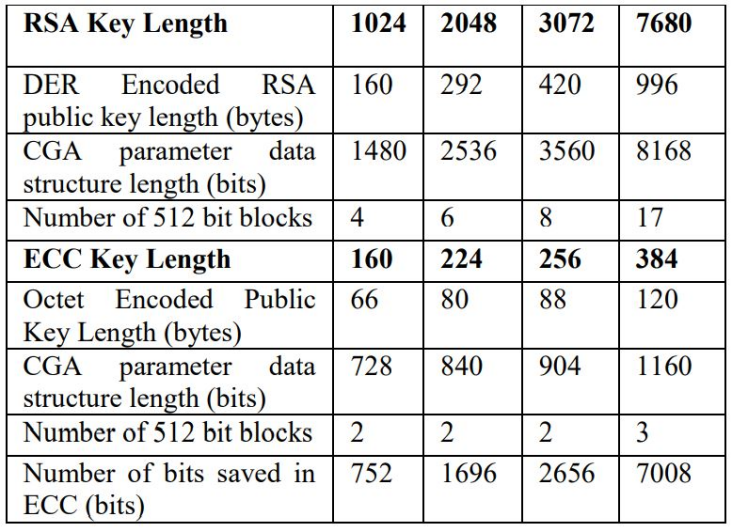 RSA Key Length 1024 2048 3072 7680
DER Encoded RSA 160 292 420 996
public key length (bytes)
CGA parameter data 1480 2536 3560 8168
structure length (bits)
Number of 512 bit blocks 4 6 8 17
ECC Key Length 160 224 256 384
Octet Encoded Public 66 80 88 120
Key Length (bytes)
CGA parameter data 728 840 904 1160
structure length (bits)
Number of 512 bit blocks 2 2 2 3
Number of bits saved in 752 1696 2656 7008
ECC (bits)